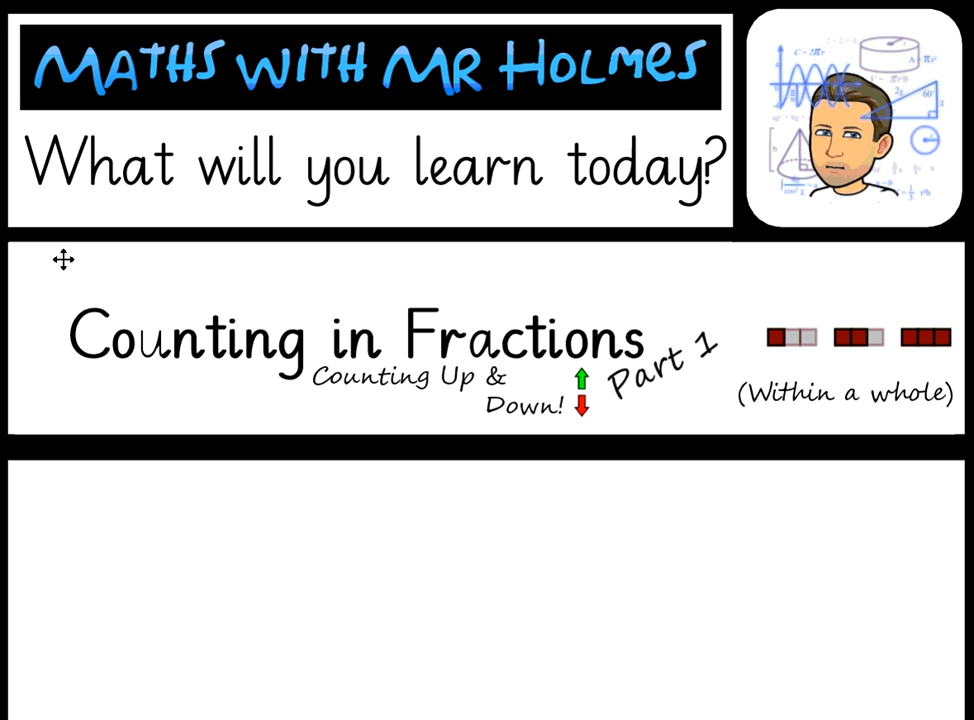 MATHS WITH MR HOLMES
What will you learn today?
Counting in Fractions
Counting Up &
Down!
Part 1
(Within a whole)